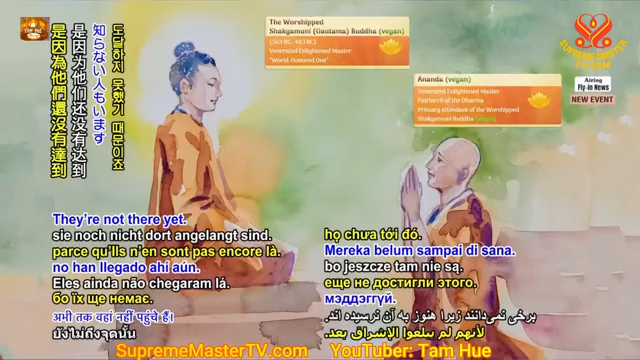 The Worshipped
Shakyamuni (Gautama) Buddha (vegan)
Venerated Enlightened Master
"World-Honored One"
Ānanda (vegan)
Venerated Enlightened Master
Patriarch of the Dharma
Primary attendant of the Worshipped
Shakyamuni Buddha (vegan)
SUPREME MASTER
TV.COM
Airing
Fly-in News
NEW EVENT
도달하지 못했기 때문이죠
知らない人もいます
是因为他们还没有达到
是因為他們還沒有達到
They're not there yet.
sie noch nicht dort angelangt sind.
parce qu'Ils n'en sont pas encore là.
no han llegado ahí aún.
Eles ainda não chegaram lá.
бо їх ще немає.
अभी तक वहां नहीं पहुंचे हैं।
ยังไม่ถึงจุดนั้น
họ chưa tới đó.
Mereka belum sampai di sana.
bo jeszcze tam nie są.
еще не достигли этого,
мэддэггүй.
برخی نمی‌دانند زیرا هنوز به آن نرسیده اند.
لأنهم لم يبلغوا الإشراق بعد.
SupremeMasterTV.com YouTuber: Tam Hue